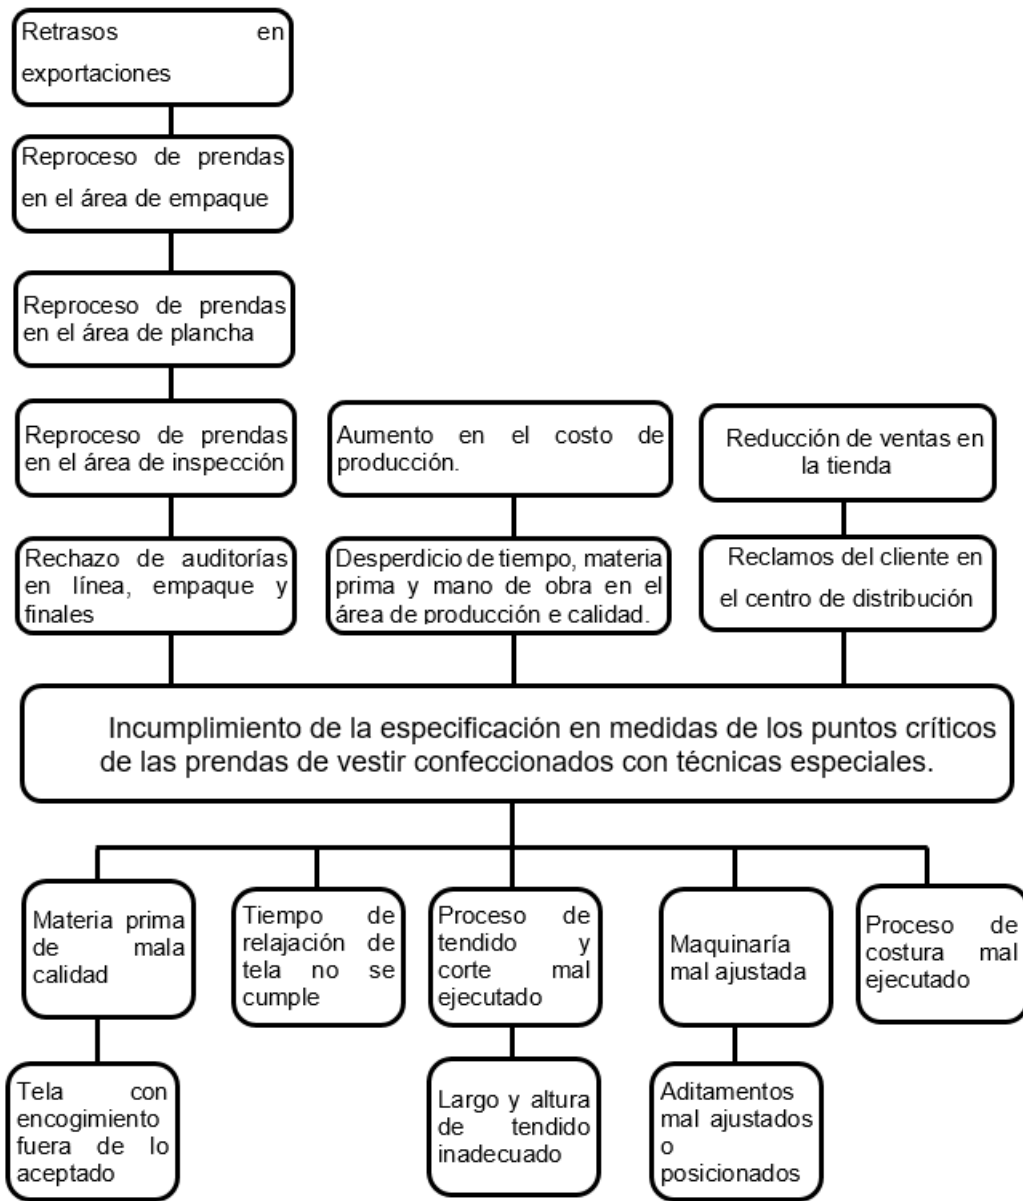 Retrasos en
exportaciones
Reproceso de prendas
en el área de empaque
Reproceso de prendas
en el área de plancha
Reproceso de prendas
en el área de inspección
Aumento en el costo de
producción.
Reducción de ventas en
la tienda
Rechazo de auditorías
en línea, empaque y
finales
Desperdicio de tiempo, materia
prima y mano de obra en el
área de producción e calidad.
Reclamos del cliente en
el centro de distribución
Incumplimiento de la especificación en medidas de los puntos críticos
de las prendas de vestir confeccionados con técnicas especiales.
Materia prima
de mala
calidad
Tiempo de
relajación de
tela no se
cumple
Proceso de
tendido y
corte mal
ejecutado
Maquinaría
mal ajustada
Proceso de
costura mal
ejecutado
Tela con
encogimiento
fuera de lo
aceptado
Largo y altura
de tendido
inadecuado
Aditamentos
mal ajustados
o
posicionados